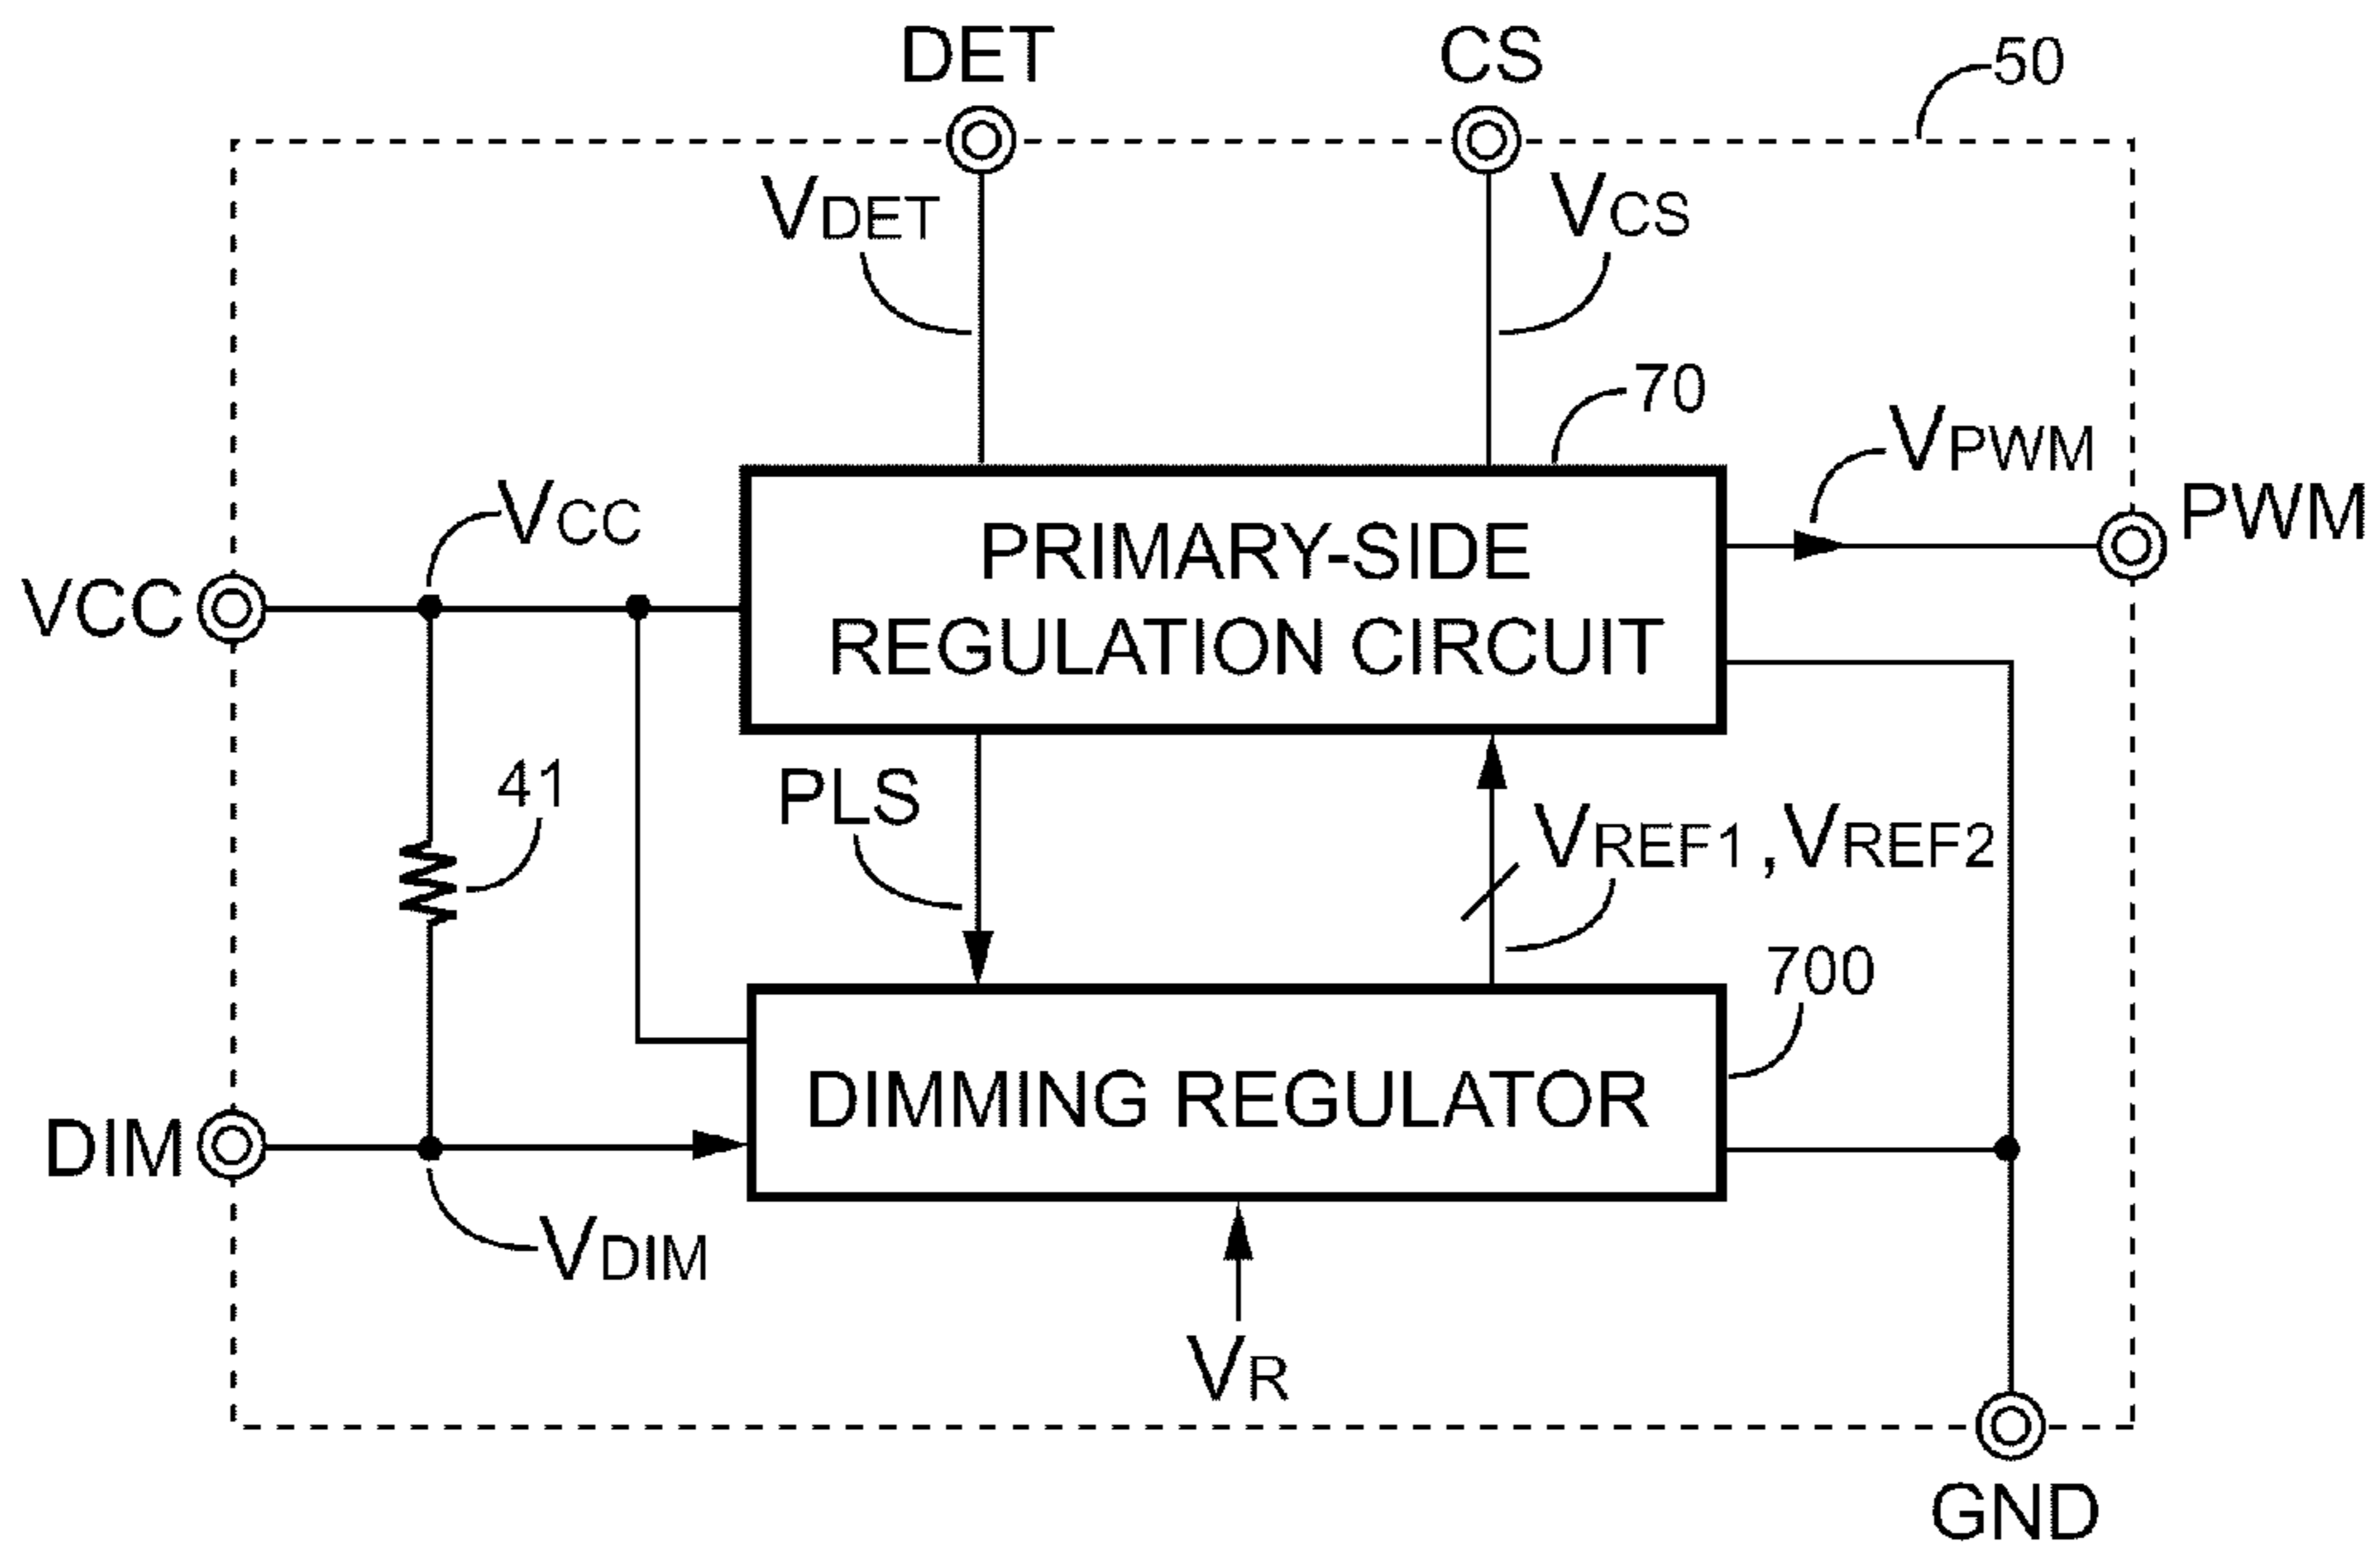 DET
CS
50
VDET
VCS
70
VPWM
PWM
VCC
VCC
PRIMARY-SIDE
REGULATION CIRCUIT
41
PLS
VREF1 ,VREF2
700
DIMMING REGULATOR
DIM
VDIM
VR
GND